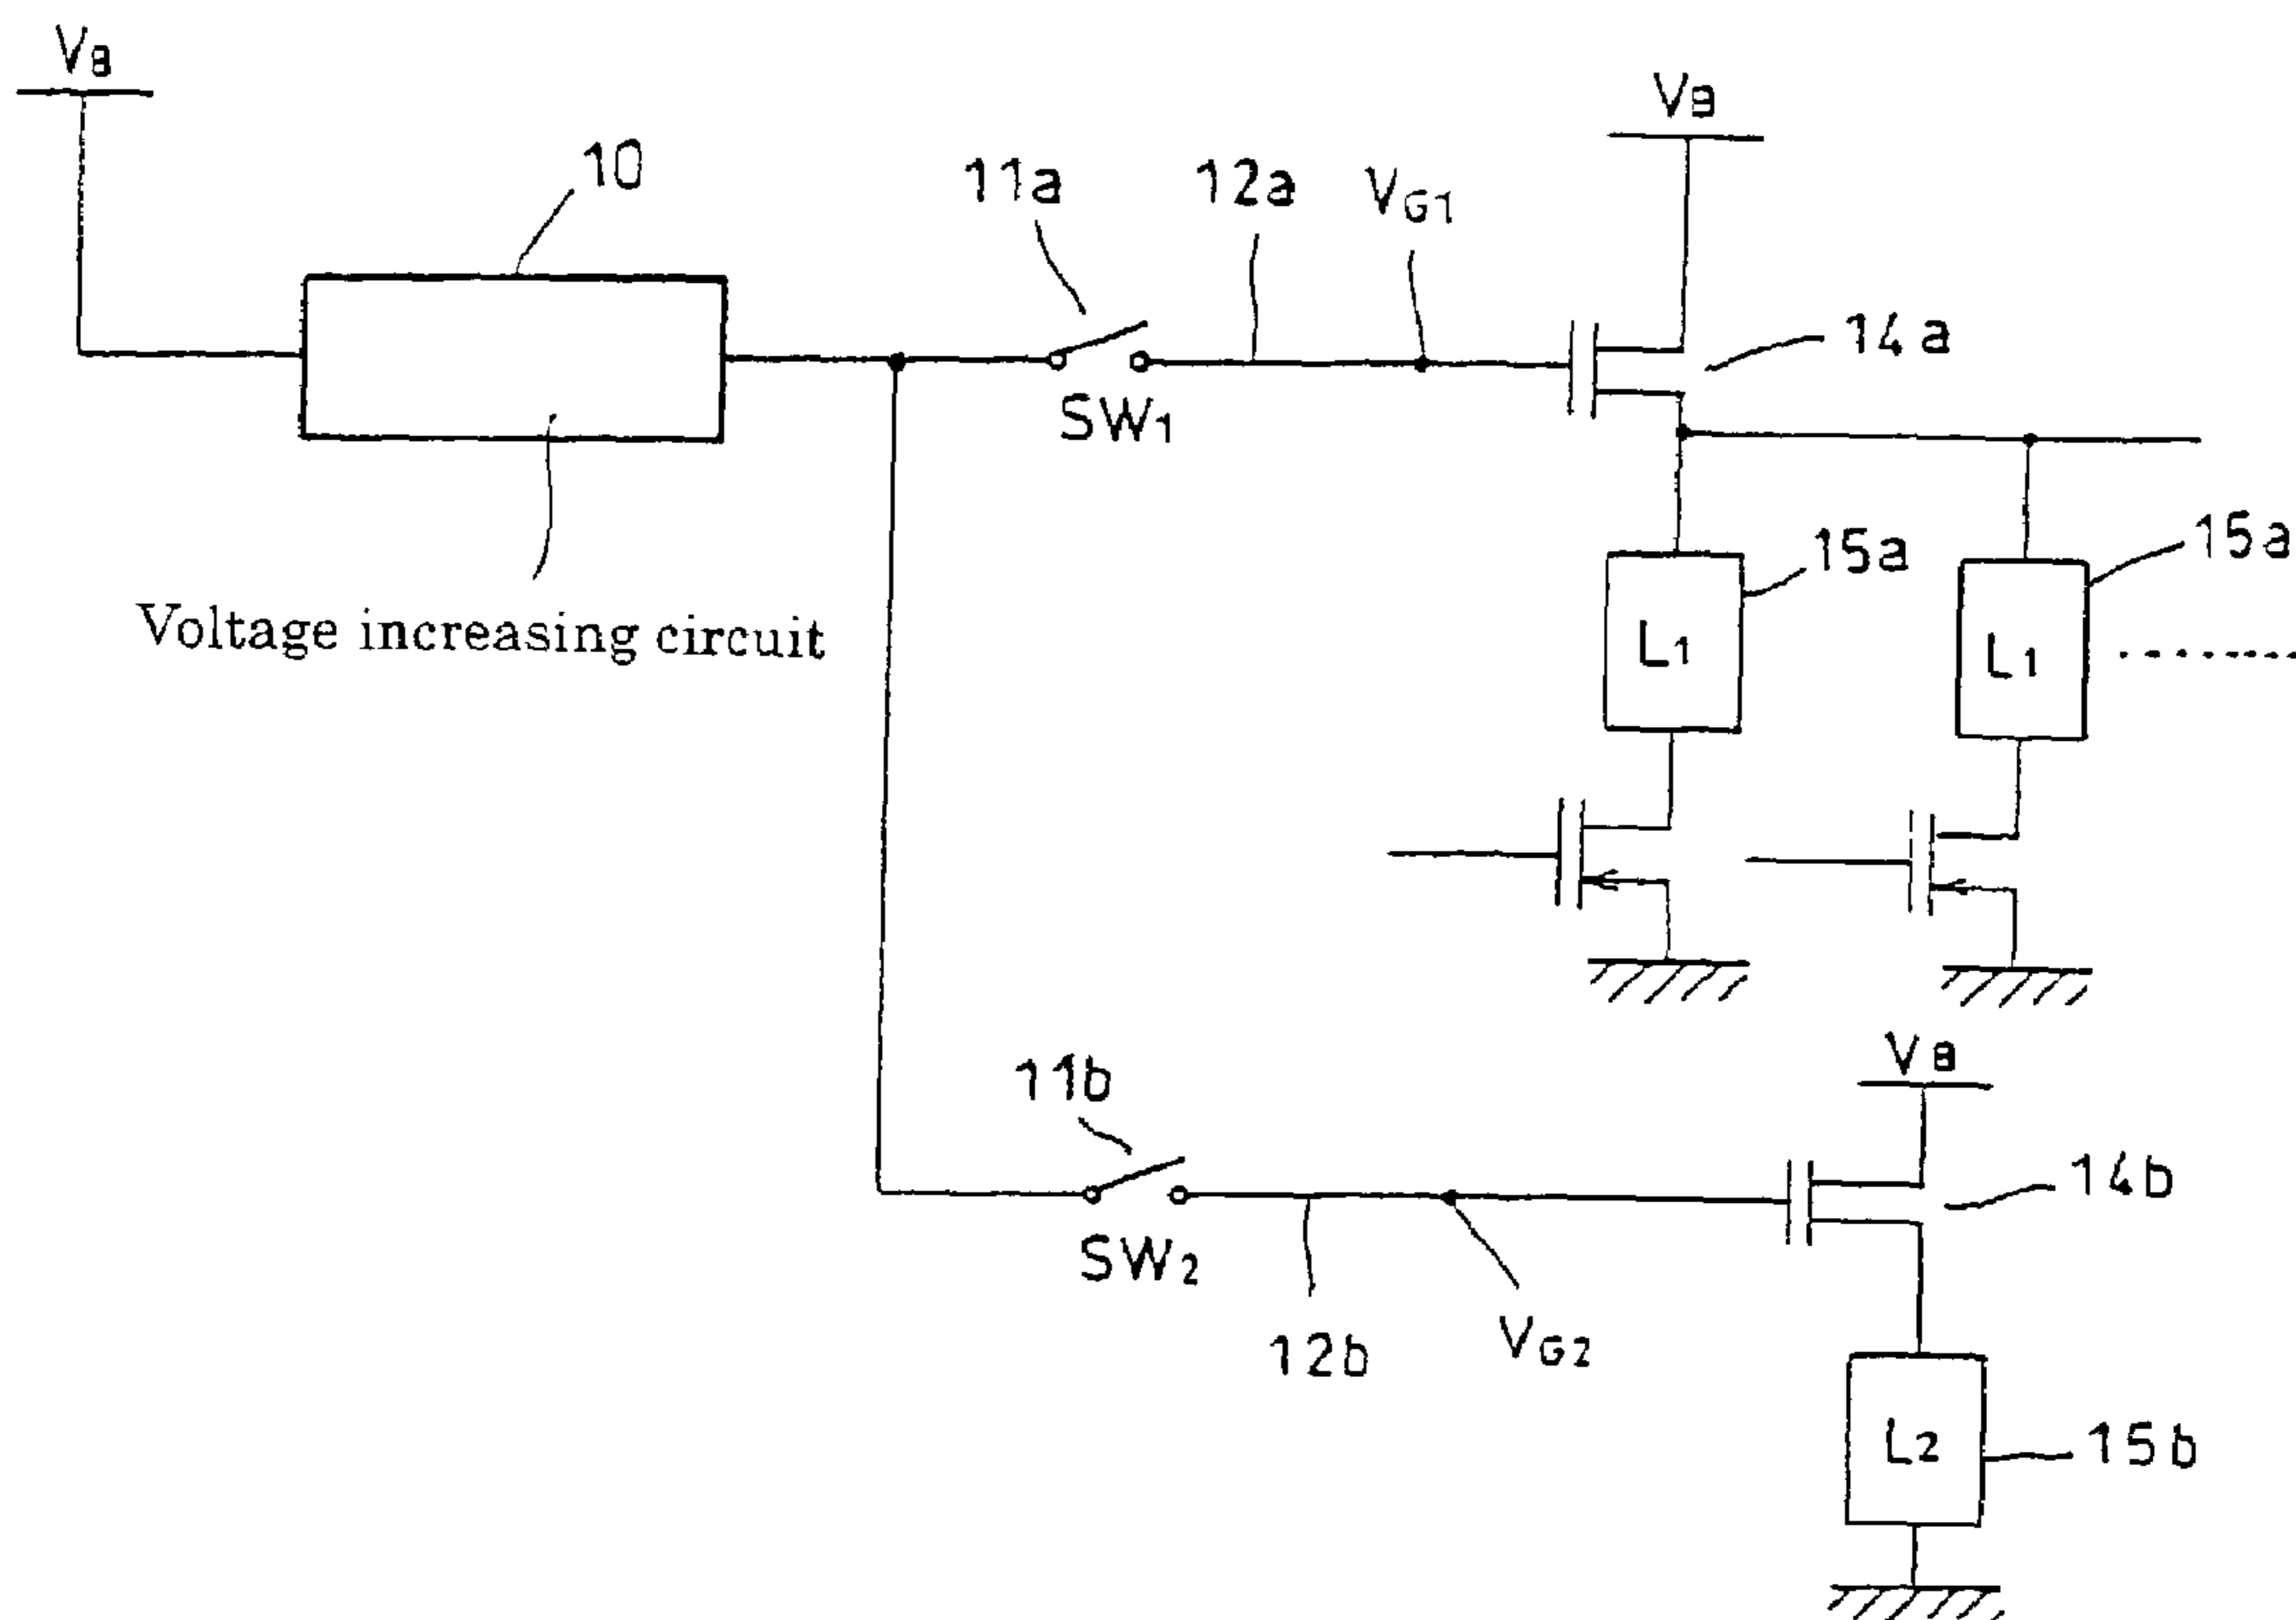 VB
VB
10
11a
12a
VG1
14a
SW1
15a
15a
Voltage increasing circuit
L1
L1
VB
11b
14b
SW2
12b
VG2
L2
15b